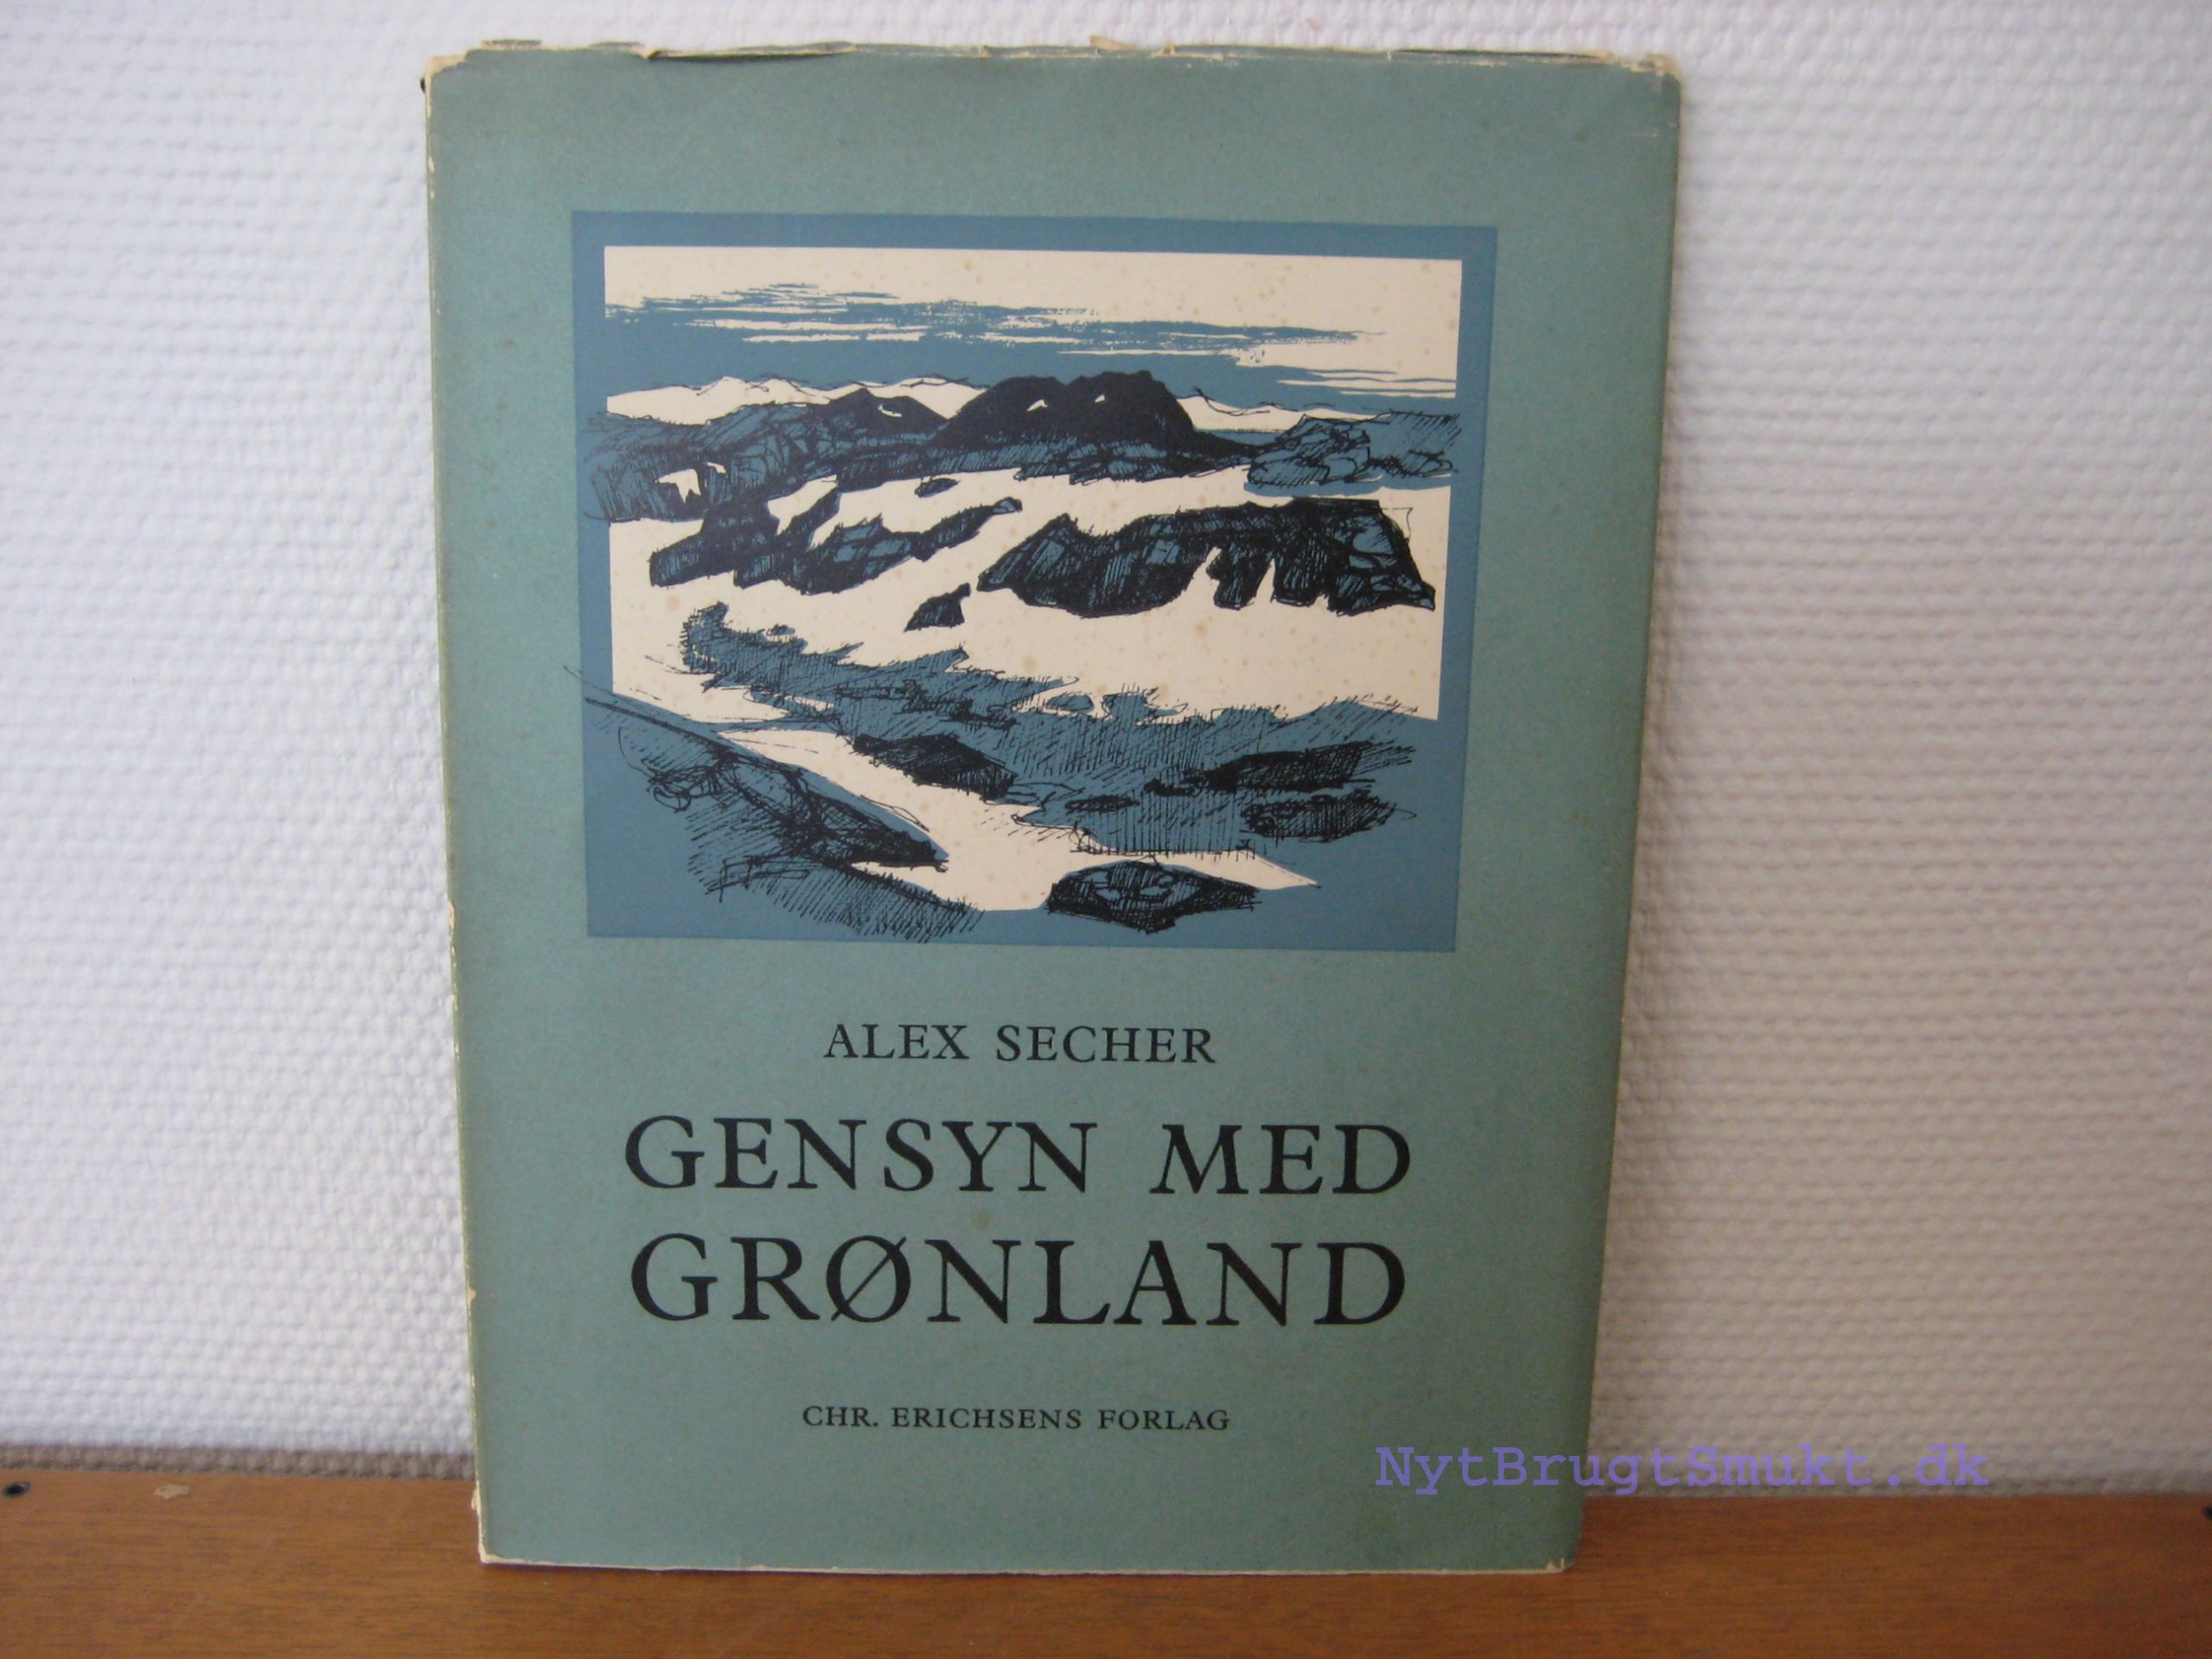 ALEX SECHER
GENSYN MED
GRØNLAND
CHR. ERICHSENS FORLAG
NytBrugtSmukt.dk